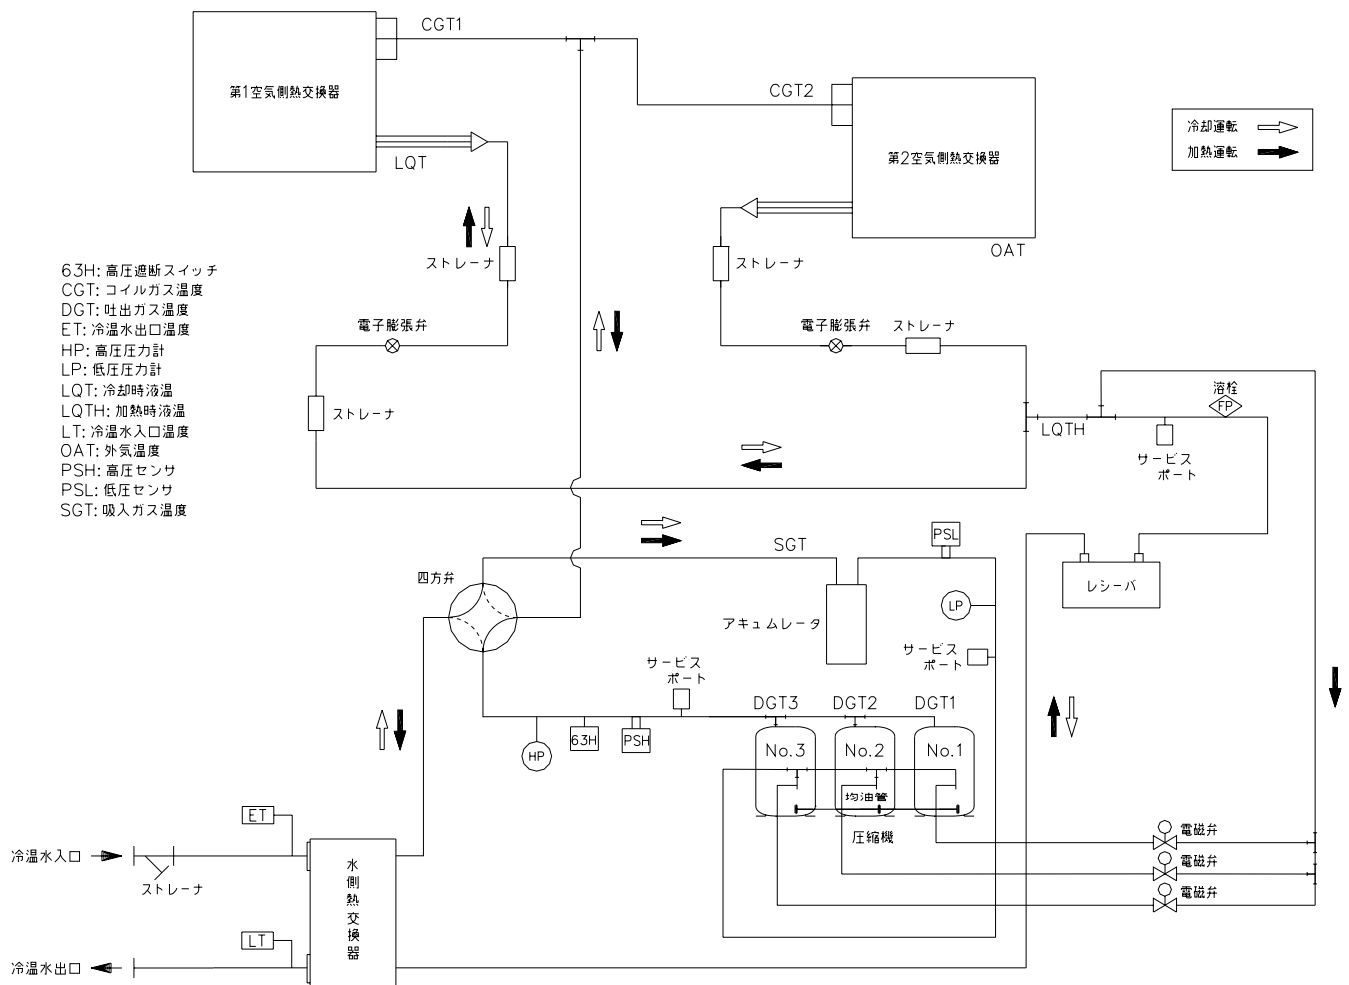 CGT1
第1空気側熱交換器
LQT
CGT2
第2空気側熱交換器
OAT
冷却運転
加熱運転
ストレーナ
ストレーナ
63H: 高圧遮断スイッチ
CGT: コイルガス温度
DGT: 吐出ガス温度
ET: 冷温水出口温度
HP: 高圧圧力計
LP: 低圧圧力計
LQT: 冷却時液温
LQTH: 加熱時液温
LT: 冷温水入口温度
OAT: 外気温度
PSH: 高圧センサ
PSL: 低圧センサ
SGT: 吸入ガス温度
電子膨張弁
電子膨張弁
ストレーナ
ストレーナ
溶栓
FP
LQTH
サービス
ポート
SGT
PSL
四方弁
LP
アキュムレータ
レシーバ
サービス
ポート
サービス
ポート
DGT3
DGT2
DGT1
HP
63H
PSH
No.3
No.2
No.1
均油管
圧縮機
電磁弁
電磁弁
電磁弁
ET
冷温水入口
ストレーナ
水側熱交換器
LT
冷温水出口